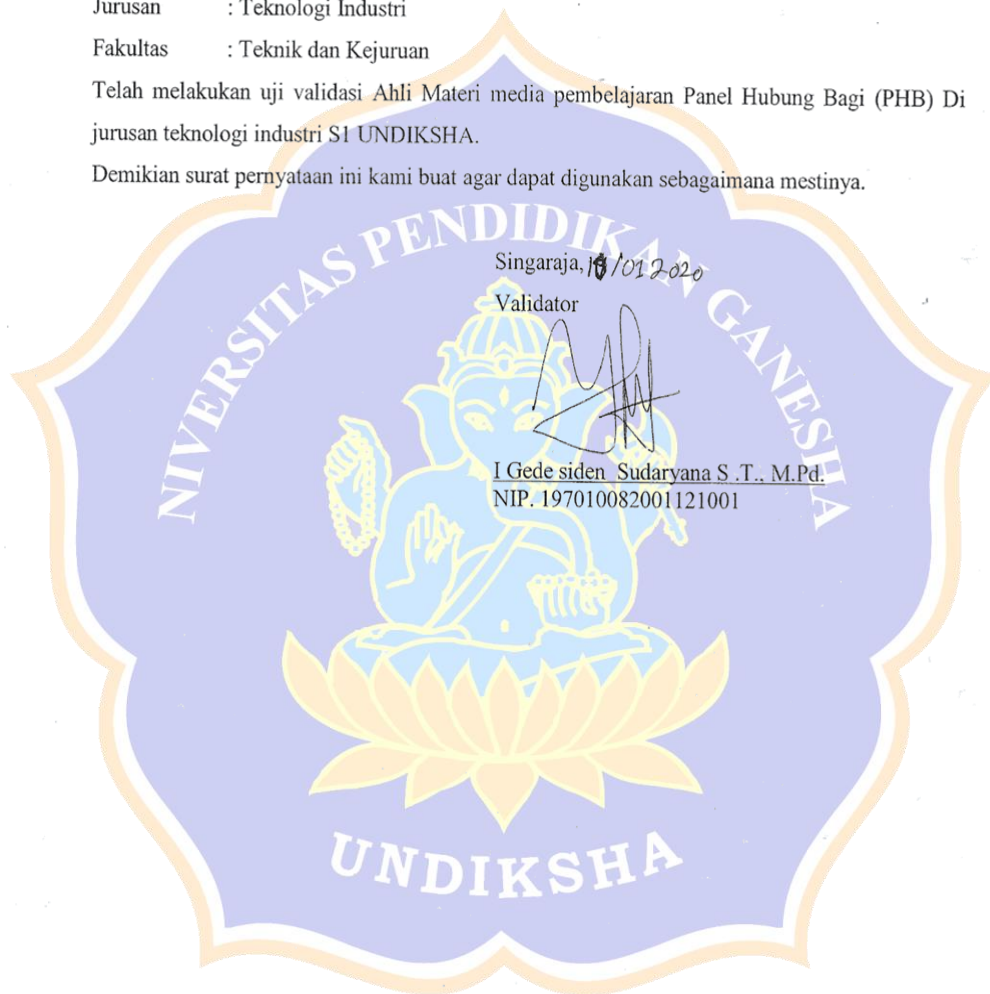 Jurusan : Teknologi Industri
Fakultas : Teknik dan Kejuruan
Telah melakukan uji validasi Ahli Materi media pembelajaran Panel Hubung Bagi (PHB) Di
jurusan teknologi industri S1 UNDIKSHA.
Demikian surat pernyataan ini kami buat agar dapat digunakan sebagaimana mestinya.
NIVERSITAS PENDIDIKAN GANESHA
Singaraja, /01 2020
Validator
I Gede siden Sudaryana S .T., M.Pd.
NIP. 197010082001121001
UNDIKSHA